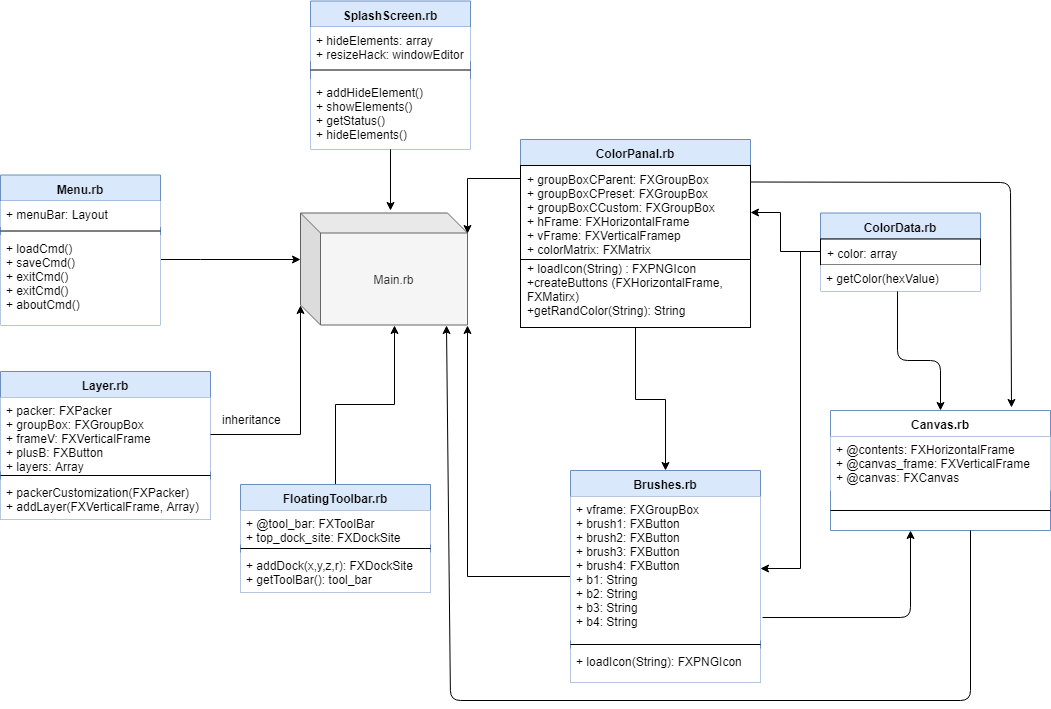 SplashScreen.rb
+ hideElements: array
+ resizeHack: windowEditor
+ addHideElement()
+ showElements()
+ getStatus()
+ hideElements()
Menu.rb
+ menuBar: Layout
+ loadCmd()
+ saveCmd()
+ exitCmd()
+ exitCmd()
+ aboutCmd()
Main.rb
ColorPanal.rb
+ groupBoxCParent: FXGroupBox
+ groupBoxCPreset: FXGroupBox
+ groupBoxCCustom: FXGroupBox
+ hFrame: FXHorizontalFrame
+ vFrame: FXVerticalFramep
+ colorMatrix: FXMatrix
+ loadIcon(String) : FXPNGIcon
+createButtons (FXHorizontalFrame,
FXMatirx)
+getRandColor(String): String
ColorData.rb
+ color: array
+ getColor(hexValue)
Layer.rb
+ packer: FXPacker
+ groupBox: FXGroupBox
+ frameV: FXVerticalFrame
+ plusB: FXButton
+ layers: Array
+ packerCustomization(FXPacker)
+ addLayer(FXVerticalFrame, Array)
inheritance
FloatingToolbar.rb
+ @tool_bar: FXToolBar
+ top_dock_site: FXDockSite
+ addDock(x,y,z,r): FXDockSite
+ getToolBar(): tool_bar
Brushes.rb
+ vframe: FXGroupBox
+ brush1: FXButton
+ brush2: FXButton
+ brush3: FXButton
+ brush4: FXButton
+ b1: String
+ b2: String
+ b3: String
+ b4: String
+ loadIcon(String): FXPNGIcon
Canvas.rb
+ @contents: FXHorizontalFrame
+ @canvas_frame: FXVerticalFrame
+ @canvas: FXCanvas